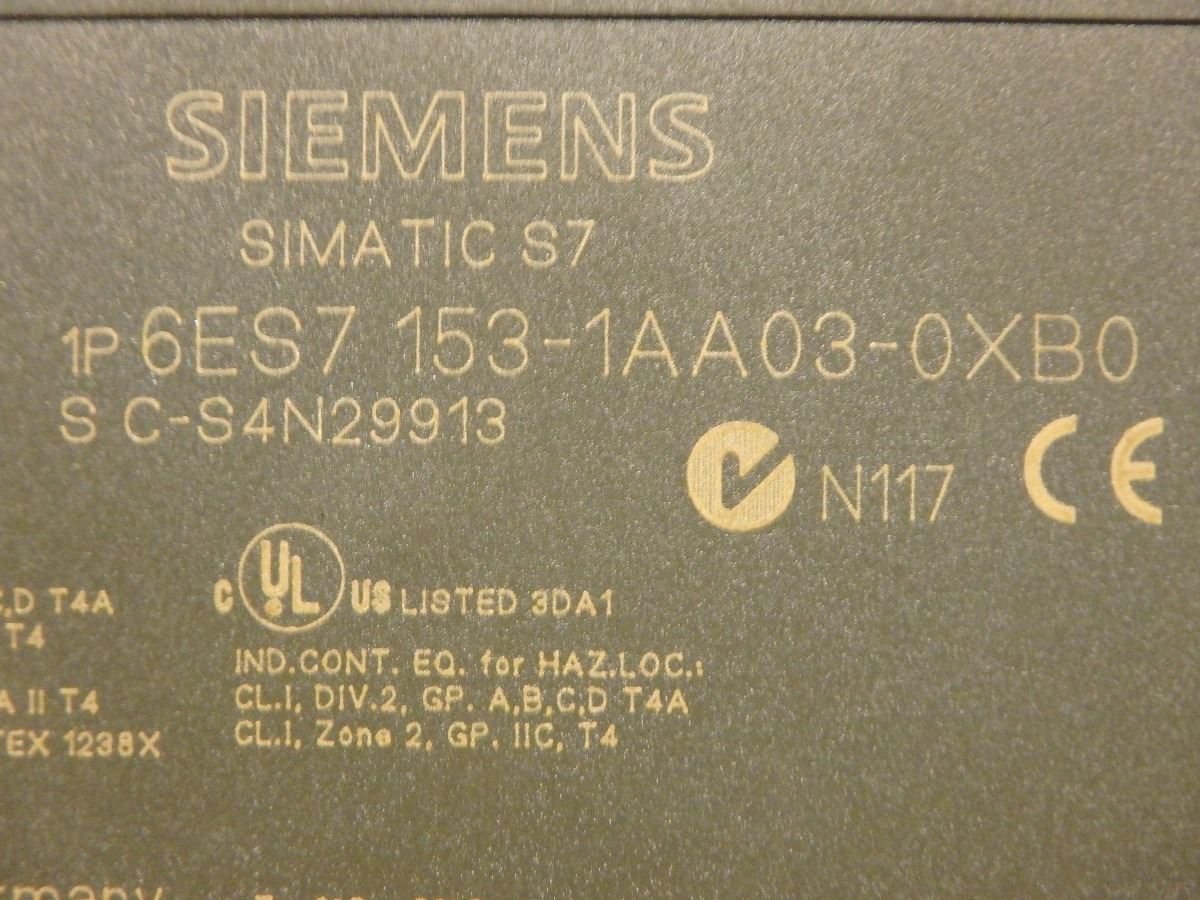 SIEMENS
SIMATIC S7
1P 6ES7 153-1AA03-0XB0
S C-S4N29913
N117 CE
C UL US LISTED 3DA1
IND.CONT. EQ. for HAZ.LOC.:
CL.I, DIV.2, GP. A,B,C,D T4A
CL.I, Zone 2, GP. IIC, T4
C,D T4A
T4
A II T4
TEX 1238X